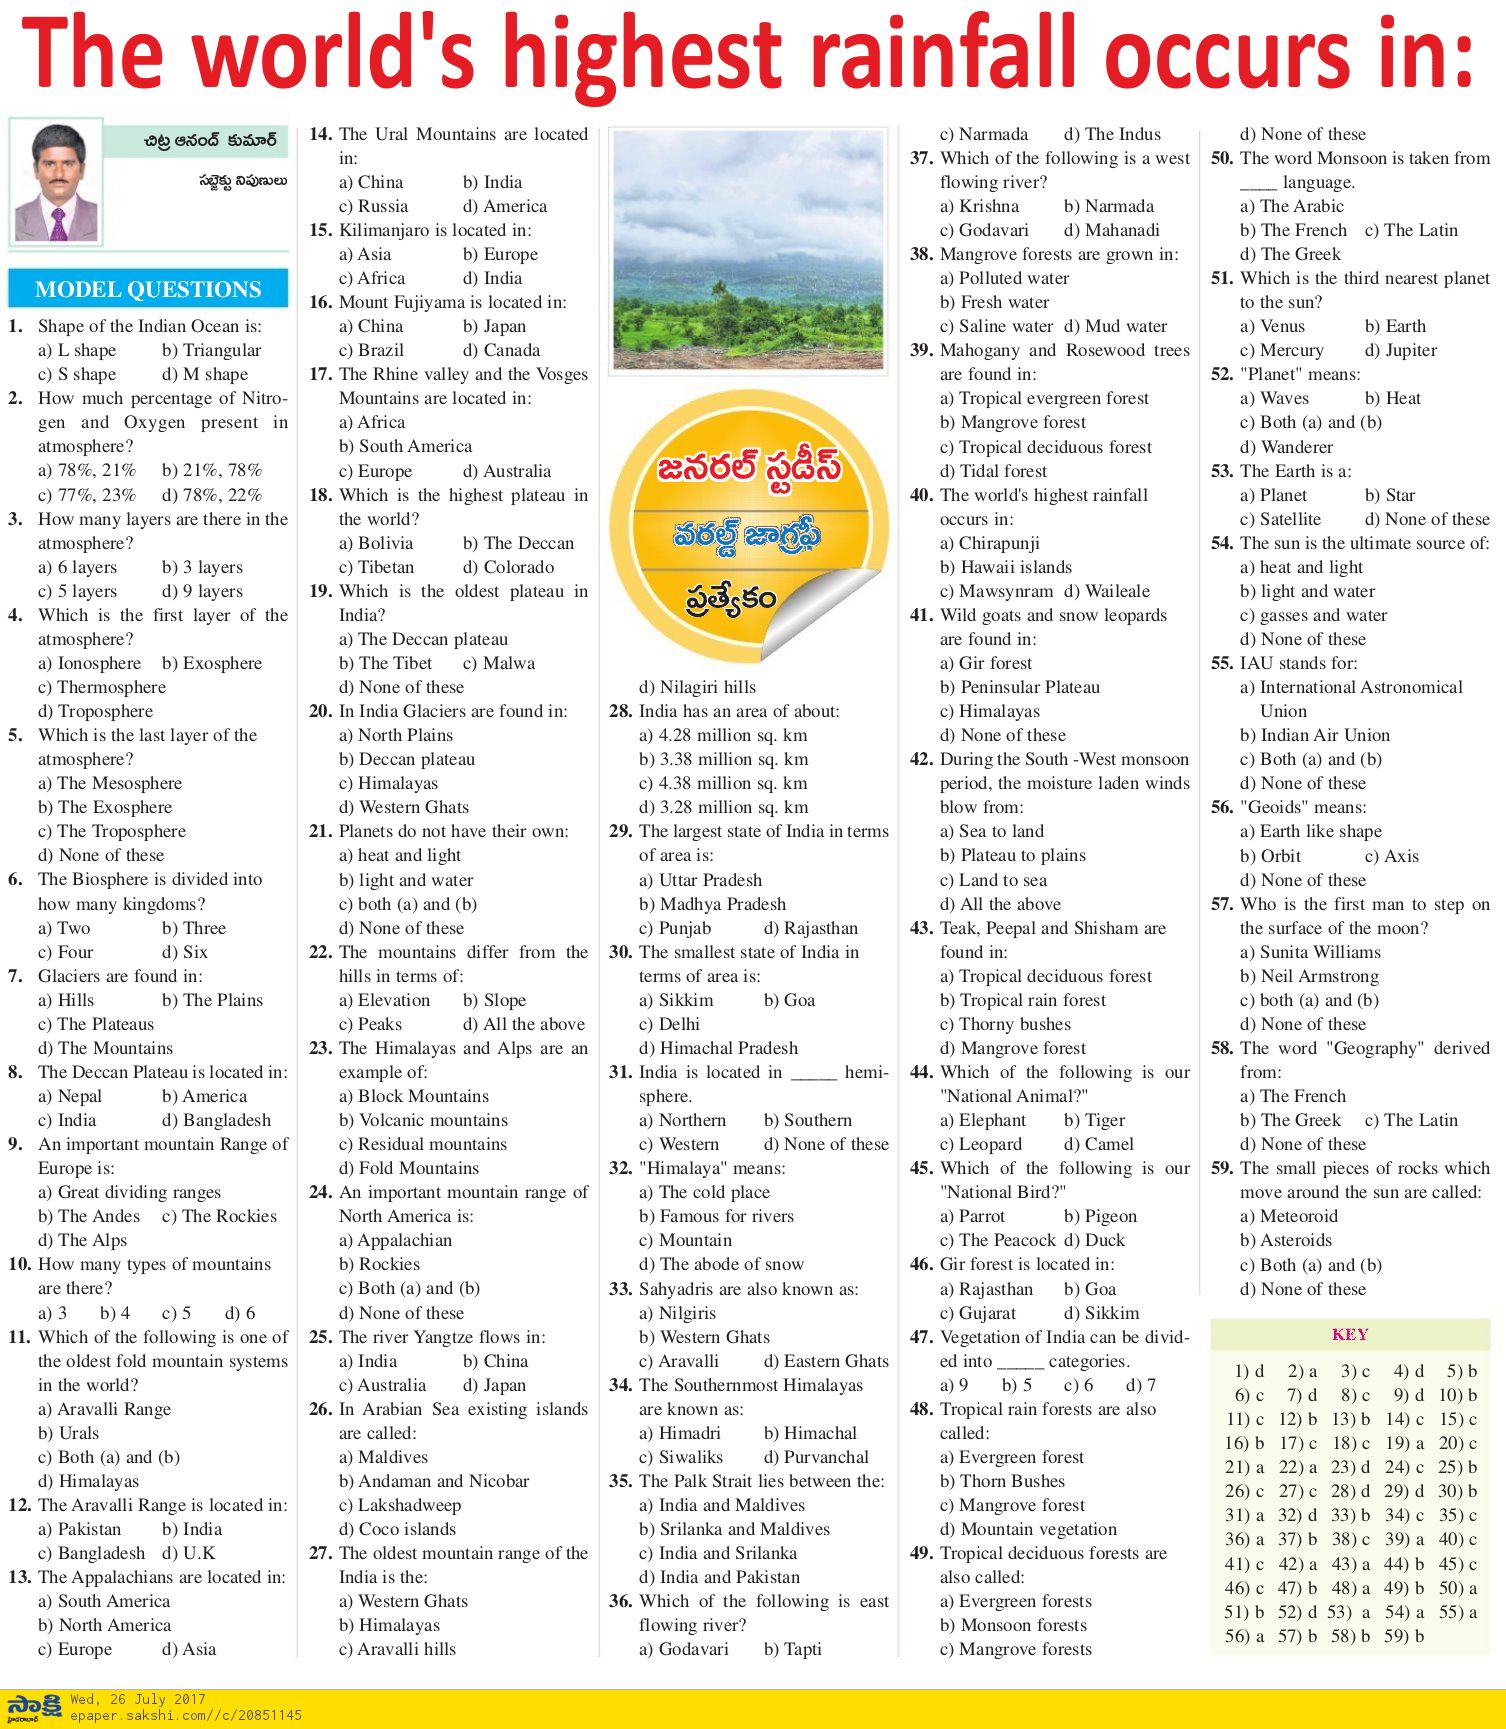 The world's highest rainfall occurs in:
చిట్ర ఆనంద్ కుమార్
సబ్జెక్టు నిపుణులు
MODEL QUESTIONS
1. Shape of the Indian Ocean is:
a) L shape b) Triangular
c) S shape d) M shape
2. How much percentage of Nitro-
gen and Oxygen present in
atmosphere?
a) 78%, 21% b) 21%, 78%
c) 77%, 23% d) 78%, 22%
3. How many layers are there in the
atmosphere?
a) 6 layers b) 3 layers
c) 5 layers d) 9 layers
4. Which is the first layer of the
atmosphere?
a) Ionosphere b) Exosphere
c) Thermosphere
d) Troposphere
5. Which is the last layer of the
atmosphere?
a) The Mesosphere
b) The Exosphere
c) The Troposphere
d) None of these
6. The Biosphere is divided into
how many kingdoms?
a) Two b) Three
c) Four d) Six
7. Glaciers are found in:
a) Hills b) The Plains
c) The Plateaus
d) The Mountains
8. The Deccan Plateau is located in:
a) Nepal b) America
c) India d) Bangladesh
9. An important mountain Range of
Europe is:
a) Great dividing ranges
b) The Andes c) The Rockies
d) The Alps
10. How many types of mountains
are there?
a) 3 b) 4 c) 5 d) 6
11. Which of the following is one of
the oldest fold mountain systems
in the world?
a) Aravalli Range
b) Urals
c) Both (a) and (b)
d) Himalayas
12. The Aravalli Range is located in:
a) Pakistan b) India
c) Bangladesh d) U.K
13. The Appalachians are located in:
a) South America
b) North America
c) Europe d) Asia
14. The Ural Mountains are located
in:
a) China b) India
c) Russia d) America
15. Kilimanjaro is located in:
a) Asia b) Europe
c) Africa d) India
16. Mount Fujiyama is located in:
a) China b) Japan
c) Brazil d) Canada
17. The Rhine valley and the Vosges
Mountains are located in:
a) Africa
b) South America
c) Europe d) Australia
18. Which is the highest plateau in
the world?
a) Bolivia b) The Deccan
c) Tibetan d) Colorado
19. Which is the oldest plateau in
India?
a) The Deccan plateau
b) The Tibet c) Malwa
d) None of these
20. In India Glaciers are found in:
a) North Plains
b) Deccan plateau
c) Himalayas
d) Western Ghats
21. Planets do not have their own:
a) heat and light
b) light and water
c) both (a) and (b)
d) None of these
22. The mountains differ from the
hills in terms of:
a) Elevation b) Slope
c) Peaks d) All the above
23. The Himalayas and Alps are an
example of:
a) Block Mountains
b) Volcanic mountains
c) Residual mountains
d) Fold Mountains
24. An important mountain range of
North America is:
a) Appalachian
b) Rockies
c) Both (a) and (b)
d) None of these
25. The river Yangtze flows in:
a) India b) China
c) Australia d) Japan
26. In Arabian Sea existing islands
are called:
a) Maldives
b) Andaman and Nicobar
c) Lakshadweep
d) Coco islands
27. The oldest mountain range of the
India is the:
a) Western Ghats
b) Himalayas
c) Aravalli hills
జనరల్ స్టడీస్
వరల్డ్ జాగ్రఫీ
ప్రత్యేకం
d) Nilagiri hills
28. India has an area of about:
a) 4.28 million sq. km
b) 3.38 million sq. km
c) 4.38 million sq. km
d) 3.28 million sq. km
29. The largest state of India in terms
of area is:
a) Uttar Pradesh
b) Madhya Pradesh
c) Punjab d) Rajasthan
30. The smallest state of India in
terms of area is:
a) Sikkim b) Goa
c) Delhi
d) Himachal Pradesh
31. India is located in _____ hemi-
sphere.
a) Northern b) Southern
c) Western d) None of these
32. "Himalaya" means:
a) The cold place
b) Famous for rivers
c) Mountain
d) The abode of snow
33. Sahyadris are also known as:
a) Nilgiris
b) Western Ghats
c) Aravalli d) Eastern Ghats
34. The Southernmost Himalayas
are known as:
a) Himadri b) Himachal
c) Siwaliks d) Purvanchal
35. The Palk Strait lies between the:
a) India and Maldives
b) Srilanka and Maldives
c) India and Srilanka
d) India and Pakistan
36. Which of the following is east
flowing river?
a) Godavari b) Tapti
c) Narmada d) The Indus
37. Which of the following is a west
flowing river?
a) Krishna b) Narmada
c) Godavari d) Mahanadi
38. Mangrove forests are grown in:
a) Polluted water
b) Fresh water
c) Saline water d) Mud water
39. Mahogany and Rosewood trees
are found in:
a) Tropical evergreen forest
b) Mangrove forest
c) Tropical deciduous forest
d) Tidal forest
40. The world's highest rainfall
occurs in:
a) Chirapunji
b) Hawaii islands
c) Mawsynram d) Waileale
41. Wild goats and snow leopards
are found in:
a) Gir forest
b) Peninsular Plateau
c) Himalayas
d) None of these
42. During the South -West monsoon
period, the moisture laden winds
blow from:
a) Sea to land
b) Plateau to plains
c) Land to sea
d) All the above
43. Teak, Peepal and Shisham are
found in:
a) Tropical deciduous forest
b) Tropical rain forest
c) Thorny bushes
d) Mangrove forest
44. Which of the following is our
"National Animal?"
a) Elephant b) Tiger
c) Leopard d) Camel
45. Which of the following is our
"National Bird?"
a) Parrot b) Pigeon
c) The Peacock d) Duck
46. Gir forest is located in:
a) Rajasthan b) Goa
c) Gujarat d) Sikkim
47. Vegetation of India can be divid-
ed into _____ categories.
a) 9 b) 5 c) 6 d) 7
48. Tropical rain forests are also
called:
a) Evergreen forest
b) Thorn Bushes
c) Mangrove forest
d) Mountain vegetation
49. Tropical deciduous forests are
also called:
a) Evergreen forests
b) Monsoon forests
c) Mangrove forests
d) None of these
50. The word Monsoon is taken from
____ language.
a) The Arabic
b) The French c) The Latin
d) The Greek
51. Which is the third nearest planet
to the sun?
a) Venus b) Earth
c) Mercury d) Jupiter
52. "Planet" means:
a) Waves b) Heat
c) Both (a) and (b)
d) Wanderer
53. The Earth is a:
a) Planet b) Star
c) Satellite d) None of these
54. The sun is the ultimate source of:
a) heat and light
b) light and water
c) gasses and water
d) None of these
55. IAU stands for:
a) International Astronomical
Union
b) Indian Air Union
c) Both (a) and (b)
d) None of these
56. "Geoids" means:
a) Earth like shape
b) Orbit c) Axis
d) None of these
57. Who is the first man to step on
the surface of the moon?
a) Sunita Williams
b) Neil Armstrong
c) both (a) and (b)
d) None of these
58. The word "Geography" derived
from:
a) The French
b) The Greek c) The Latin
d) None of these
59. The small pieces of rocks which
move around the sun are called:
a) Meteoroid
b) Asteroids
c) Both (a) and (b)
d) None of these
KEY
1) d 2) a 3) c 4) d 5) b
6) c 7) d 8) c 9) d 10) b
11) c 12) b 13) b 14) c 15) c
16) b 17) c 18) c 19) a 20) c
21) a 22) a 23) d 24) c 25) b
26) c 27) c 28) d 29) d 30) b
31) a 32) d 33) b 34) c 35) c
36) a 37) b 38) c 39) a 40) c
41) c 42) a 43) a 44) b 45) c
46) c 47) b 48) a 49) b 50) a
51) b 52) d 53) a 54) a 55) a
56) a 57) b 58) b 59) b
సాక్షి
హైదరాబాద్
Wed, 26 July 2017
epaper.sakshi.com//c/20851145